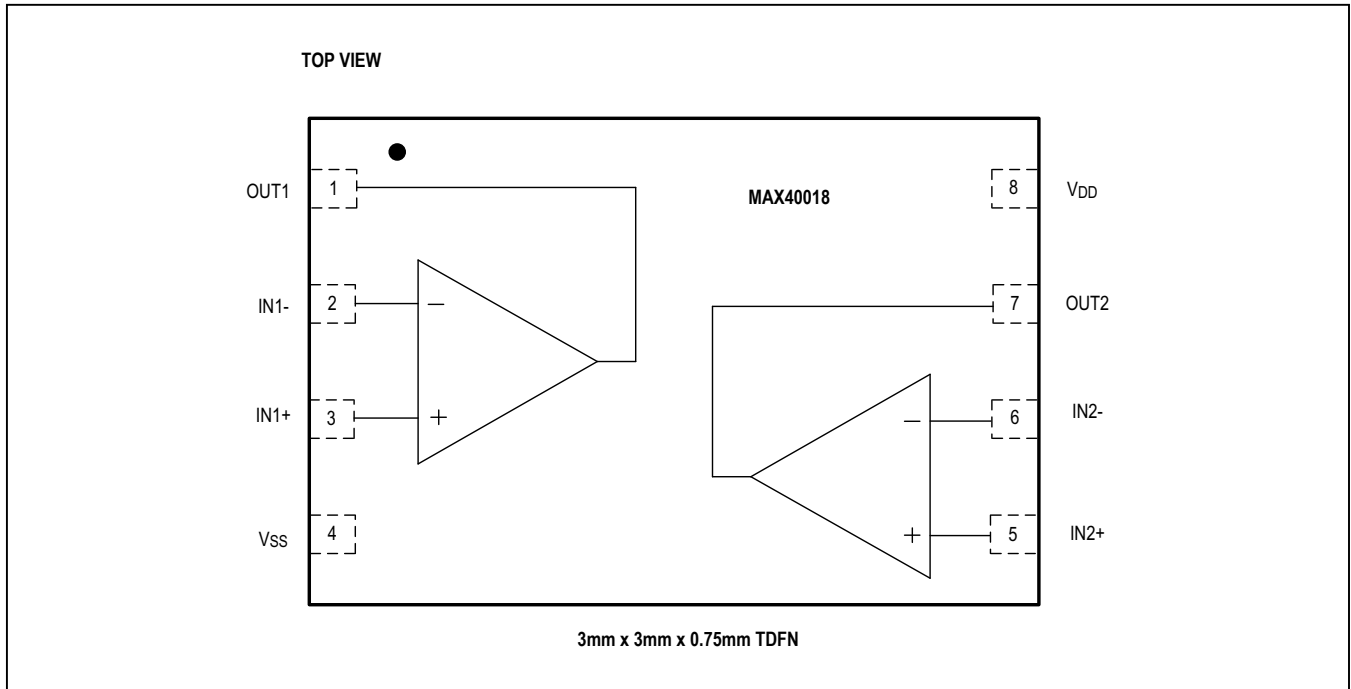 TOP VIEW
MAX40018
OUT1 1
8 VDD
IN1- 2 −
7 OUT2
IN1+ 3 +
− 6 IN2-
VSS 4
+ 5 IN2+
3mm x 3mm x 0.75mm TDFN